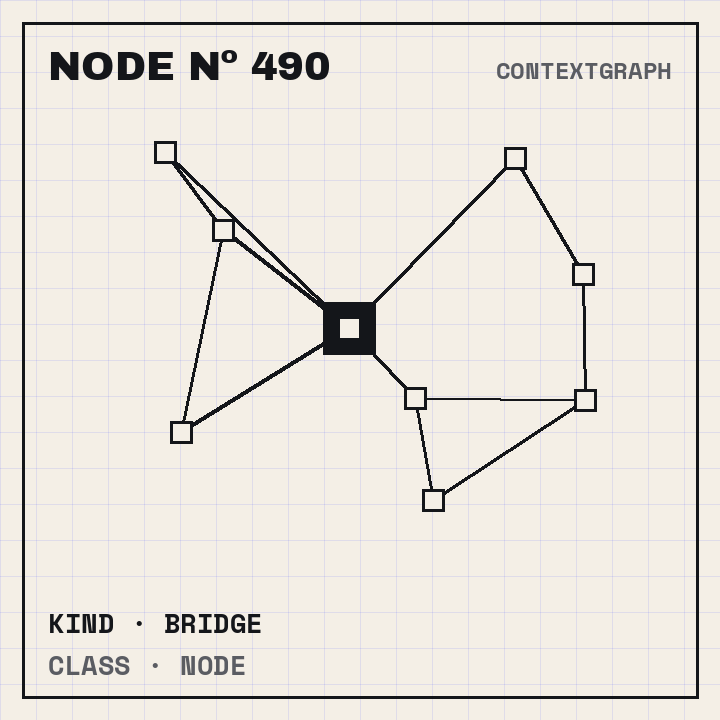 NODE Nº 490
CONTEXTGRAPH
KIND · BRIDGE
CLASS · NODE